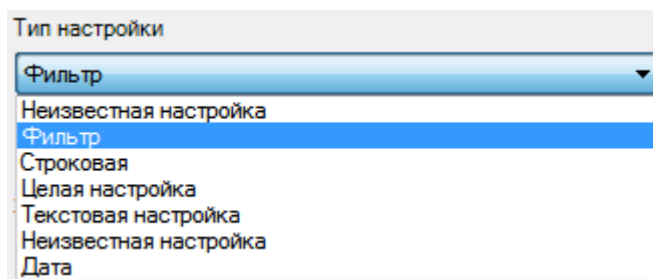 Тип настройки
Фильтр
Неизвестная настройка
Фильтр
Строковая
Целая настройка
Текстовая настройка
Неизвестная настройка
Дата